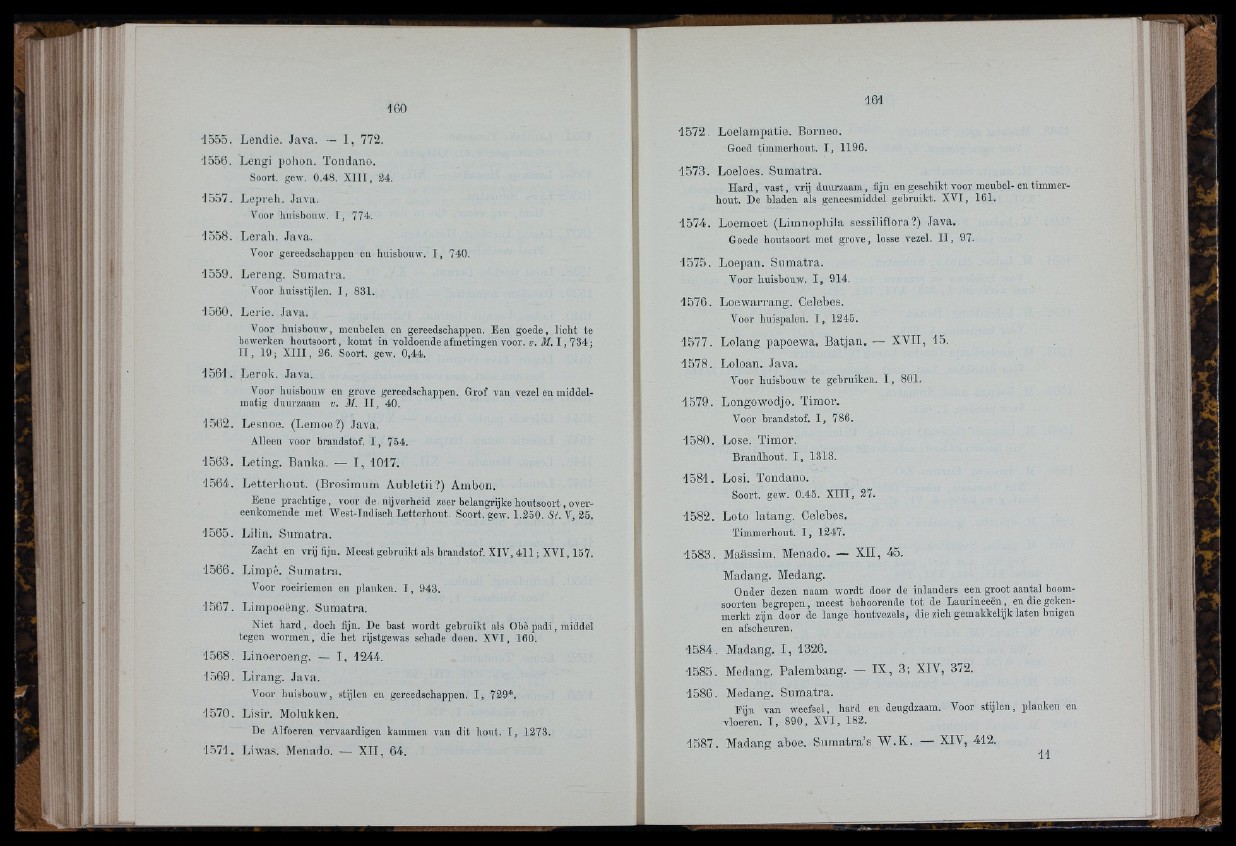 160
1555. Lendie. Java. — I, 772.
1556. Lengi pohon. Tondano.
Soort. gew. 0.48. XIII, 24.
1557. Lepreh. Java.
Voor huisbouw. I, 774.
1558. Lerah. Java.
Voor gereedschappen en huisbouw. I, 740.
1559. Lereng. Sumatra.
Voor huisstijlen. I, 831.
1560. Lerie. Java.
Voor huisbouw, meubelen en gereedschappen. Een goede, licht te
bewerken houtsoort, komt in voldoende afmetingen voor. v. M. I, 734;
II, 19; XIII, 26. Soort. gew. 0,44.
1561. Lerok. Java.
Voor huisbouw en grove gereedschappen. Grof van vezel en middel-
matig duurzaam v. M. II, 40.
1562. Lesnoe. (Lemoe?) Java.
Alleen voor brandstof. I, 754.
1563. Leting. Banka. — I, 1017.
1564. Letterhout. (Brosimum Aubletii?) Ambon.
Eene prachtige, voor de nijverheid zeer belangrijke houtsoort, over-
eenkomende met West-Indisch Letterhout. Soort. gew. 1.250. St. V, 25.
1565. Lilin. Sumatra.
Zacht en vrij fijn. Meest gebruikt als brandstof. XIV, 411; XVI, 157.
1566. Limpê. Sumatra.
Voor roeiriemen en planken. I, 943.
1567. Limpoeëng. Sumatra.
Niet hard, doch fijn. De bast wordt gebruikt als Obê padi, middel
tegen wormen, die het rijstgewas schade doen. XVI, 160.
1568. Linoeroeng. — I, 1244.
1569. Lirang. Java.
Voor huisbouw, stijlen en gereedschappen. I, 729*.
1570. Lisir. Molukken.
De Alfoeren vervaardigen kammen van dit hout. I, 1273.
1571. Liwas. Menado. — XII, 64.
161
1572. Loelampatie. Borneo.
Goed timmerhout. I, 1196.
1573. Loeloes. Sumatra.
Hard, vast, vrij duurzaam, fijn en geschikt voor meubel- en timmer-
hout. De bladen als geneesmiddel gebruikt. XVI, 161.
1574. Loemoet (Limnophila sessiliflora?) Java.
Goede houtsoort met grove, losse vezel. II, 97.
1575. Loepan. Sumatra.
Voor huisbouw. I, 914.
1576. Loewarrang. Celebes.
Voor huispalen. I, 1245.
1577. Lolang papoewa. Batjan. — XVII, 15.
1578. Loloan. Java.
Voor huisbouw te gebruiken. I, 801.
1579. Longowodjo. Timor.
Voor brandstof. I, 786.
1580. Lose. Timor.
Brandhout. I, 1313.
1581. Losi. Tondano.
Soort. gew. 0.45. XIII, 27.
1582. Loto latang. Celebes.
Timmerhout. I, 1247.
1583. Maässim. Menado. — XII, 45.
Madang. Medang.
Onder dezen naam wordt door de inlanders een groot aantal boom-
soorten begrepen, meest behoorende tot de Laurineeën, en die geken-
merkt zijn door de lange houtvezels, die zich gemakkelijk laten buigen
en afscheuren.
1584. Madang. I, 1326.
1585. Medang. Palembang. — IX, 3; XIV, 372.
1586. Medang. Sumatra.
Fijn van weefsel, hard en deugdzaam. Voor stijlen, planken en
vloeren. I, 890, XVI, 182.
1587. Madang aboe. Sumatra's W.K. — XIV, 412.
11